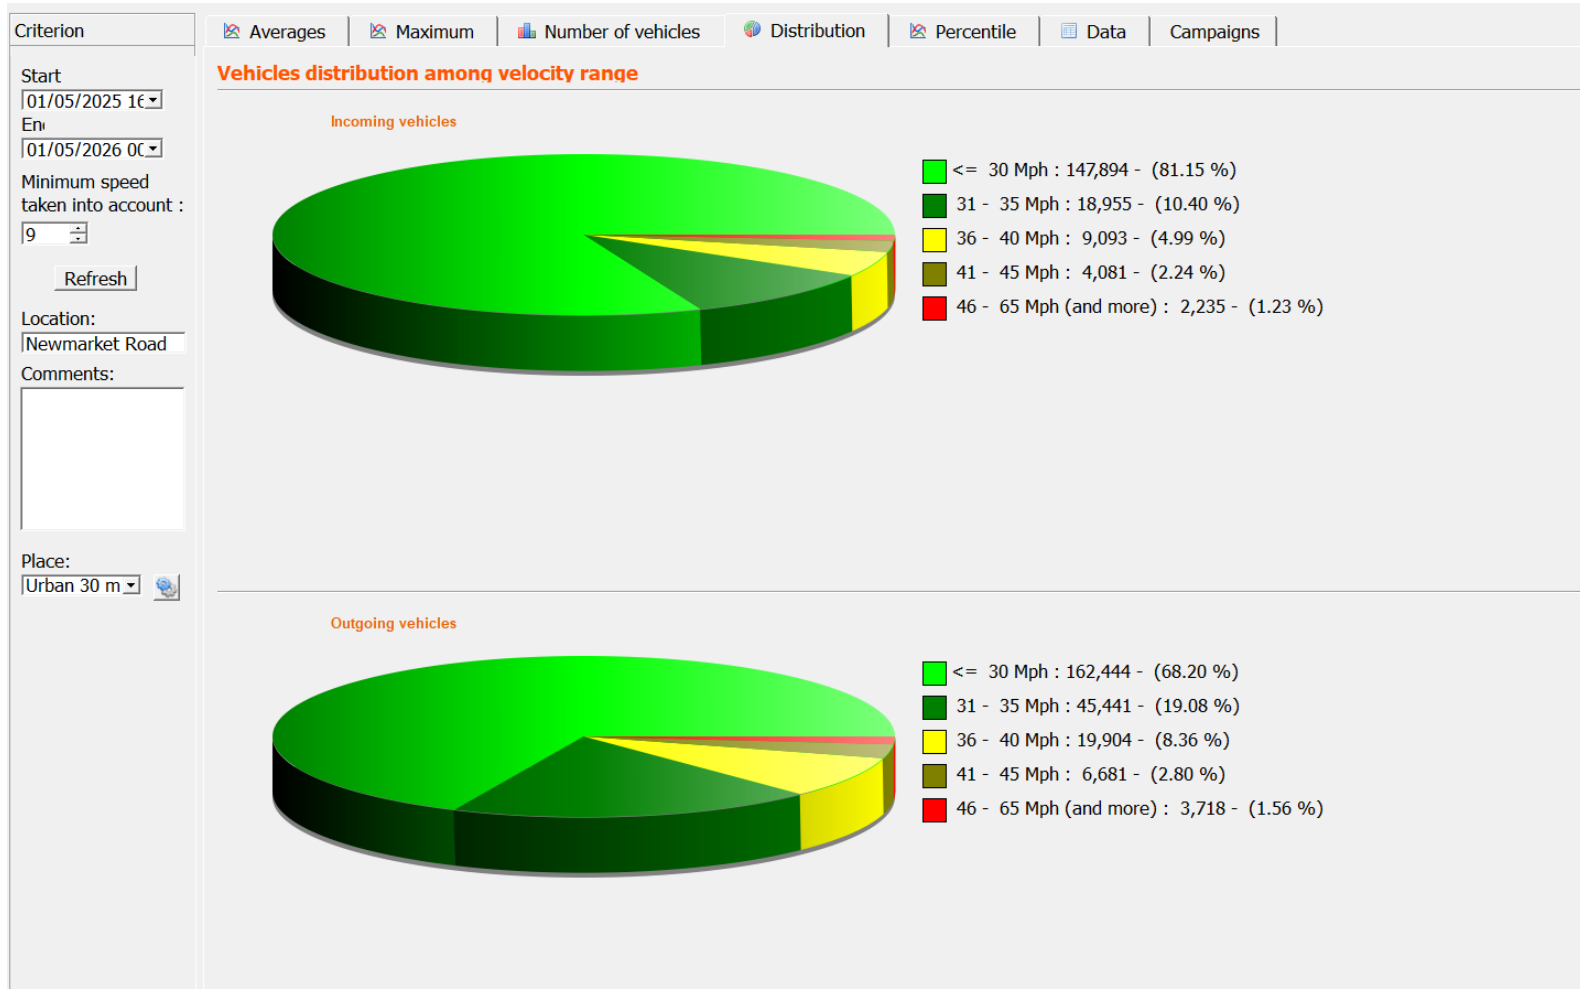 Criterion
Averages
Maximum
Number of vehicles
Distribution
Percentile
Data
Campaigns
Start
01/05/2025 16
En
01/05/2026 00
Minimum speed
taken into account :
9
Refresh
Location:
Newmarket Road
Comments:
Place:
Urban 30 m
Vehicles distribution among velocity range
Incoming vehicles
<= 30 Mph : 147,894 - (81.15 %)
31 - 35 Mph : 18,955 - (10.40 %)
36 - 40 Mph : 9,093 - (4.99 %)
41 - 45 Mph : 4,081 - (2.24 %)
46 - 65 Mph (and more) : 2,235 - (1.23 %)
Outgoing vehicles
<= 30 Mph : 162,444 - (68.20 %)
31 - 35 Mph : 45,441 - (19.08 %)
36 - 40 Mph : 19,904 - (8.36 %)
41 - 45 Mph : 6,681 - (2.80 %)
46 - 65 Mph (and more) : 3,718 - (1.56 %)